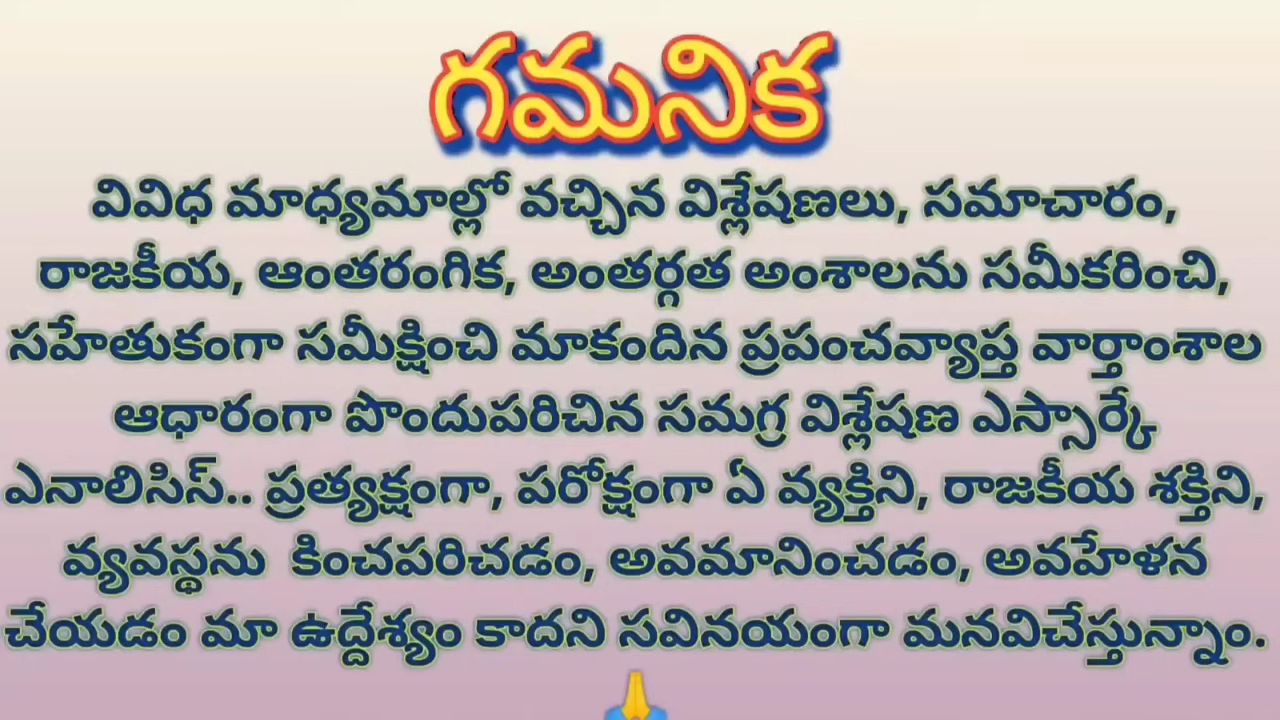 గమనిక
వివిధ మాధ్యమాల్లో వచ్చిన విశ్లేషణలు, సమాచారం,
రాజకీయ, ఆంతరంగిక, అంతర్గత అంశాలను సమీకరించి,
సహేతుకంగా సమీక్షించి మాకందిన ప్రపంచవ్యాప్త వార్తాంశాల
ఆధారంగా పొందుపరిచిన సమగ్ర విశ్లేషణ ఎస్సార్కే
ఎనాలిసిస్.. ప్రత్యక్షంగా, పరోక్షంగా ఏ వ్యక్తిని, రాజకీయ శక్తిని,
వ్యవస్థను కించపరిచడం, అవమానించడం, అవహేళన
చేయడం మా ఉద్దేశ్యం కాదని సవినయంగా మనవిచేస్తున్నాం.